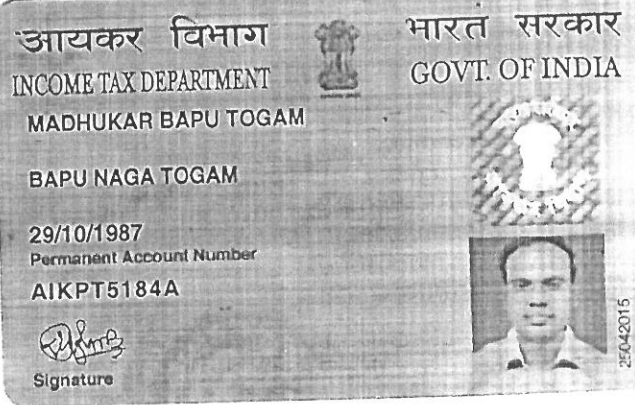 आयकर विभाग
भारत सरकार
INCOME TAX DEPARTMENT
GOVT. OF INDIA
MADHUKAR BAPU TOGAM
BAPU NAGA TOGAM
29/10/1987
Permanent Account Number
AIKPT5184A
Signature
25042015